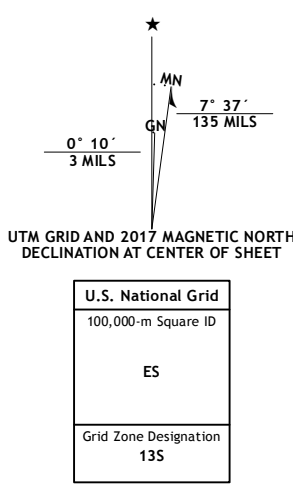 ★
MN
GN
7° 37´
135 MILS
0° 10´
3 MILS
UTM GRID AND 2017 MAGNETIC NORTH
DECLINATION AT CENTER OF SHEET
U.S. National Grid
100,000-m Square ID
ES
Grid Zone Designation
13S